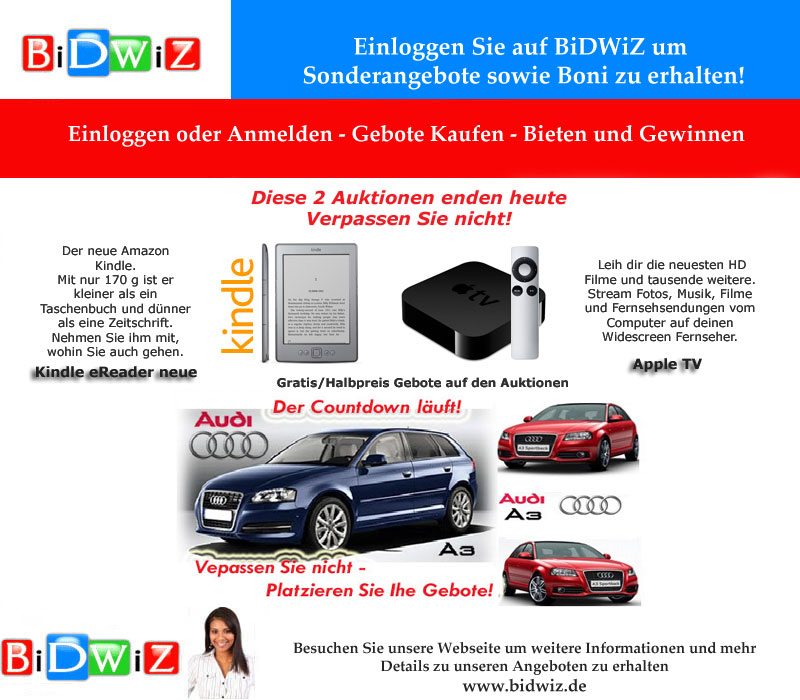 BiDWiZ
Einloggen Sie auf BiDWiZ um
Sonderangebote sowie Boni zu erhalten!
Einloggen oder Anmelden - Gebote Kaufen - Bieten und Gewinnen
Diese 2 Auktionen enden heute
Verpassen Sie nicht!
Der neue Amazon
Kindle.
Mit nur 170 g ist er
kleiner als ein
Taschenbuch und dünner
als eine Zeitschrift.
Nehmen Sie ihm mit,
wohin Sie auch gehen.
Kindle eReader neue
kindle
kindle
tv
Leih dir die neuesten HD
Filme und tausende weitere.
Stream Fotos, Musik, Filme
und Fernsehsendungen vom
Computer auf deinen
Widescreen Fernseher.
Apple TV
Gratis/Halbpreis Gebote auf den Auktionen
Der Countdown läuft!
Audi
A3
A3 Sportback
Audi
A3
A3 Sportback
Vepassen Sie nicht -
Platzieren Sie Ihe Gebote!
BiDWiZ
Besuchen Sie unsere Webseite um weitere Informationen und mehr
Details zu unseren Angeboten zu erhalten
www.bidwiz.de